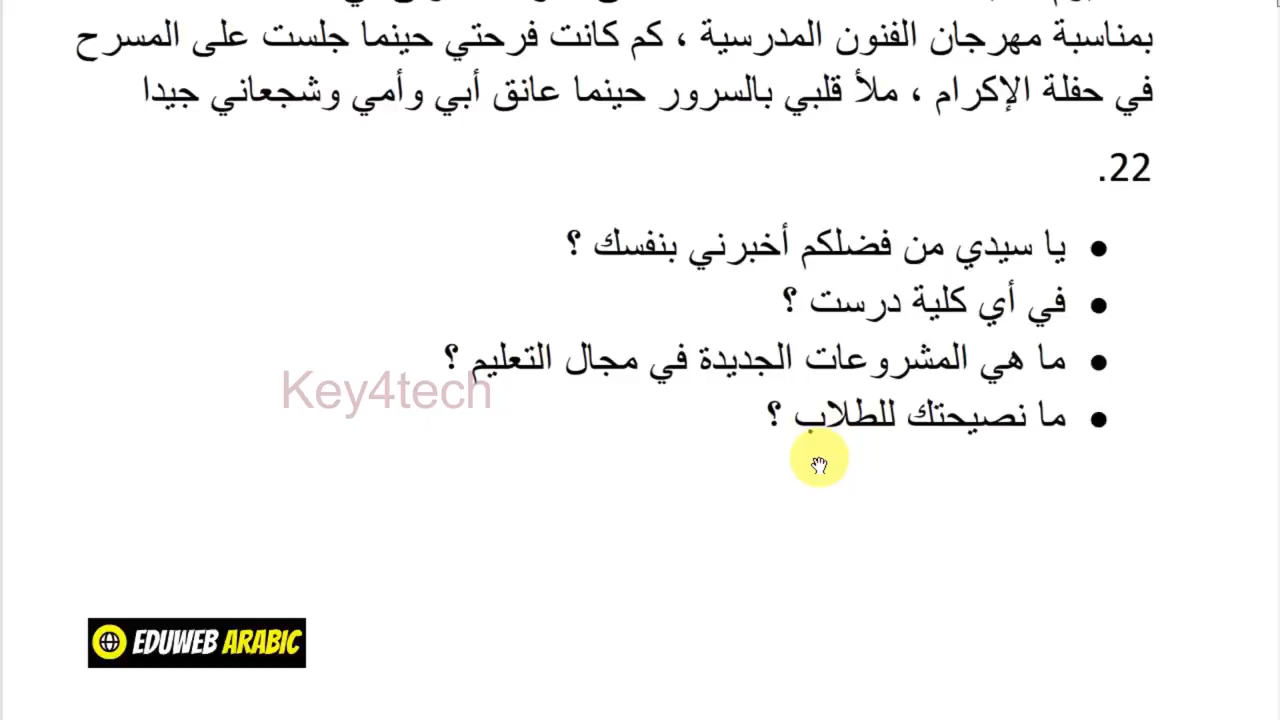 بمناسبة مهرجان الفنون المدرسية ، كم كانت فرحتي حينما جلست على المسرح
في حفلة الإكرام ، ملأ قلبي بالسرور حينما عانق أبي وأمي وشجعاني جيدا
22.
• يا سيدي من فضلكم أخبرني بنفسك ؟
• في أي كلية درست ؟
• ما هي المشروعات الجديدة في مجال التعليم ؟
Key4tech
• ما نصيحتك للطلاب ؟
EDUWEB ARABIC